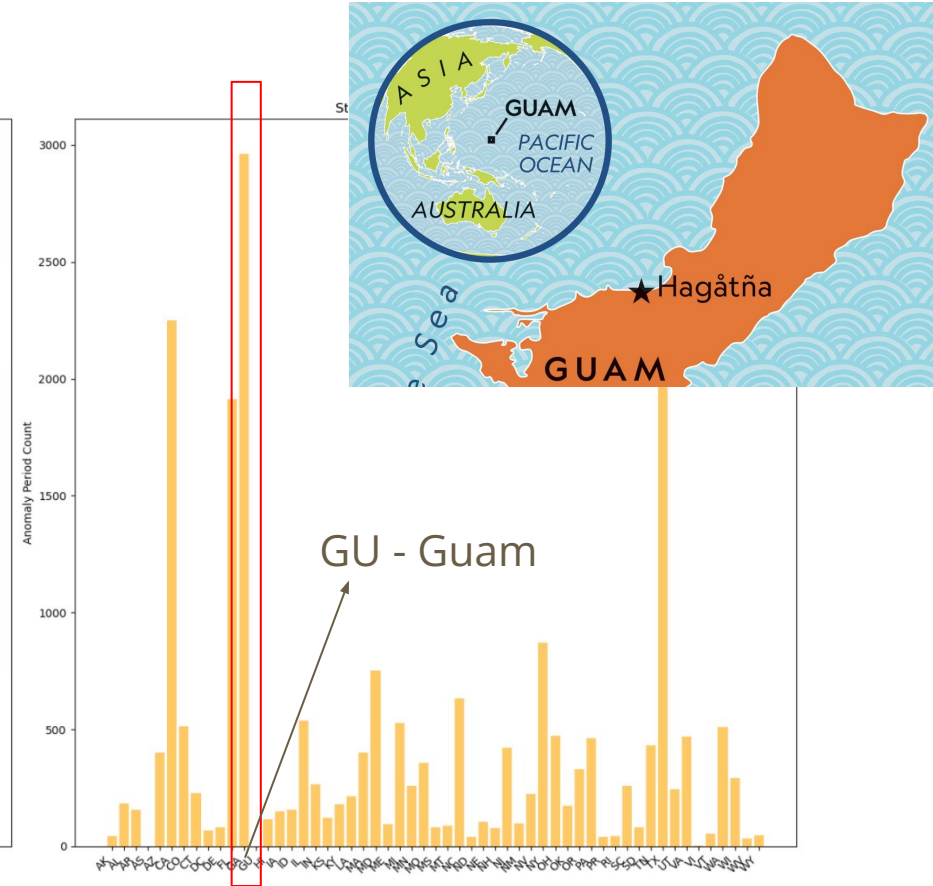 St
3000
2500
2000
1500
1000
500
0
Anomaly Period Count
ASIA
GUAM
PACIFIC
OCEAN
AUSTRALIA
e Sea
Hagåtña
GUAM
GU - Guam
AK AL AR AS AZ CA CO CT DC DE FL GA GU HI IA ID IL IN KS KY LA MA MD ME MI MN MO MS MT NC ND NE NH NJ NM NV NY OH OK OR PA PR RI SC SD TN TX UT VA VI VT WA WI WV WY